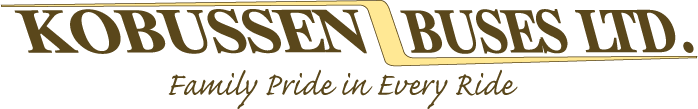 KOBUSSEN BUSES LTD.
Family Pride in Every Ride